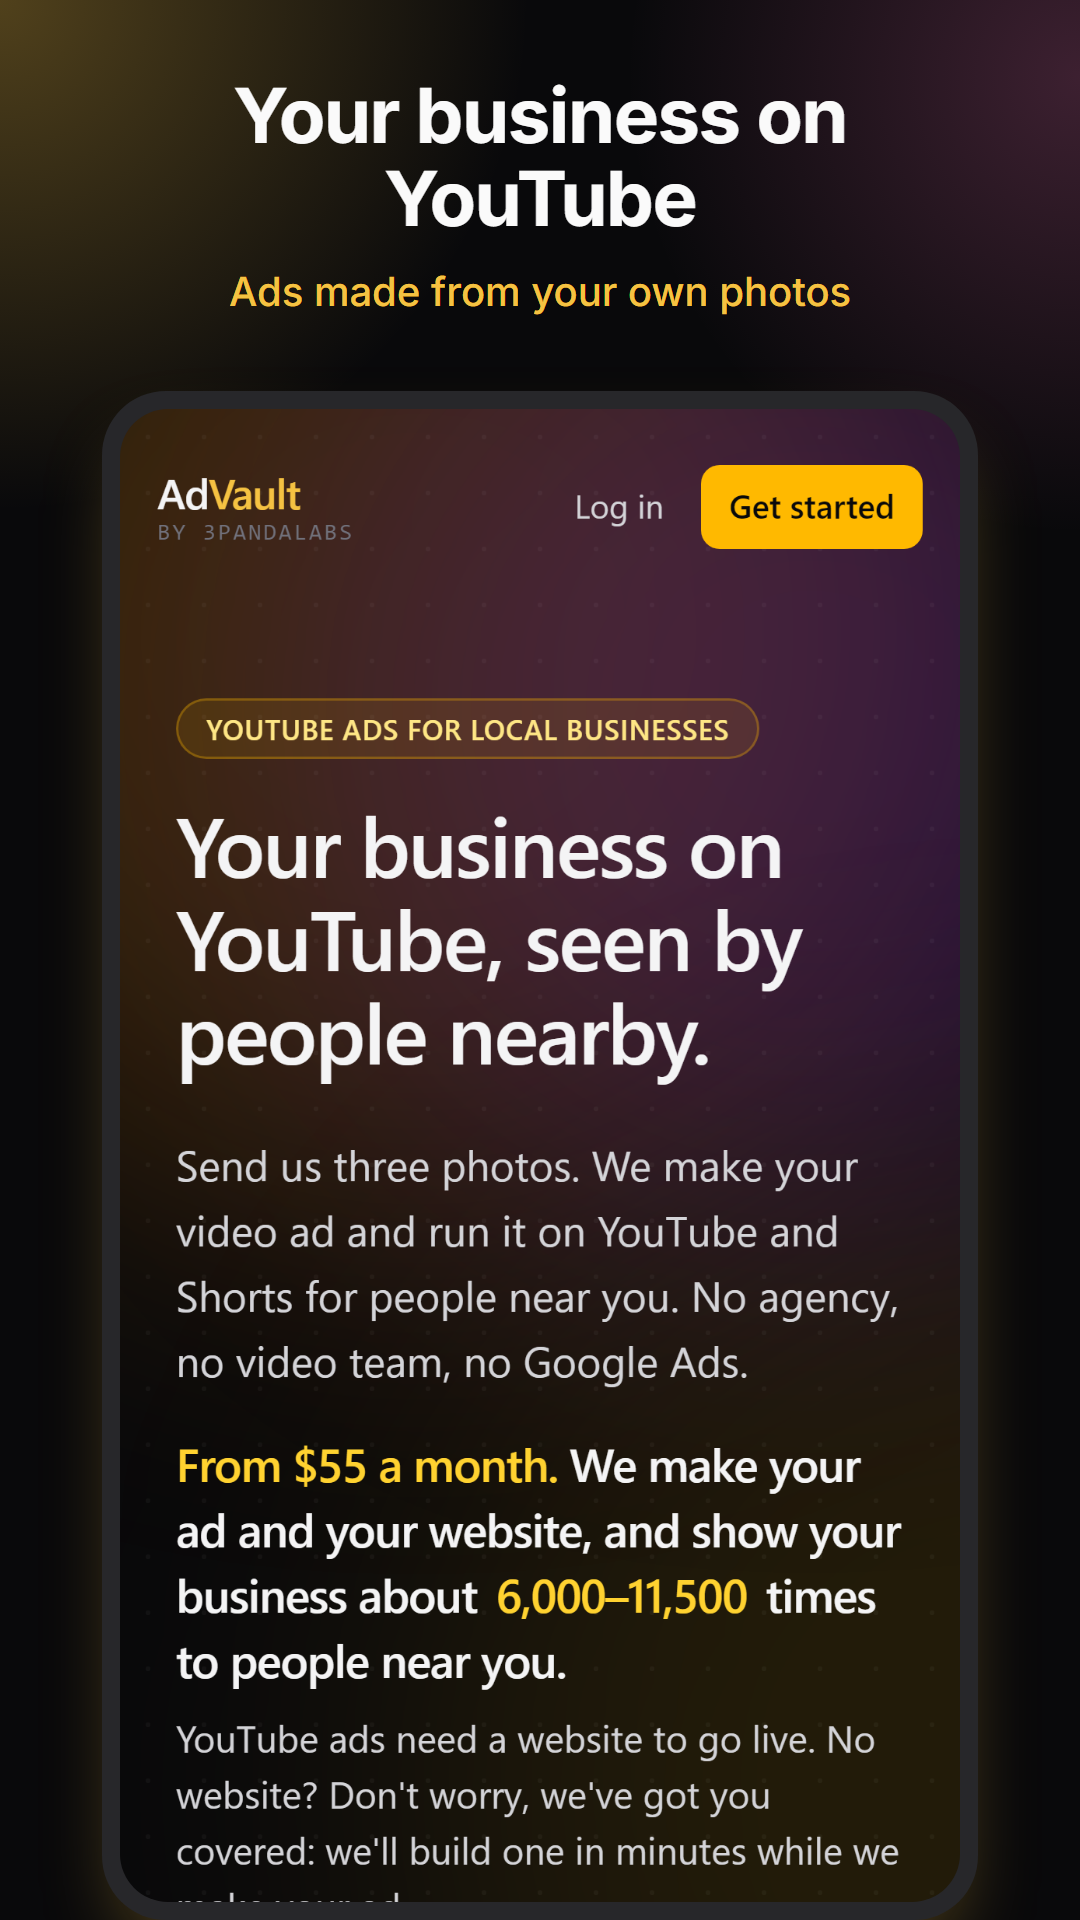 Your business on
YouTube
Ads made from your own photos
AdVault
BY 3PANDALABS
Log in
Get started
YOUTUBE ADS FOR LOCAL BUSINESSES
Your business on
YouTube, seen by
people nearby.
Send us three photos. We make your
video ad and run it on YouTube and
Shorts for people near you. No agency,
no video team, no Google Ads.
From $55 a month. We make your
ad and your website, and show your
business about 6,000–11,500 times
to people near you.
YouTube ads need a website to go live. No
website? Don't worry, we've got you
covered: we'll build one in minutes while we